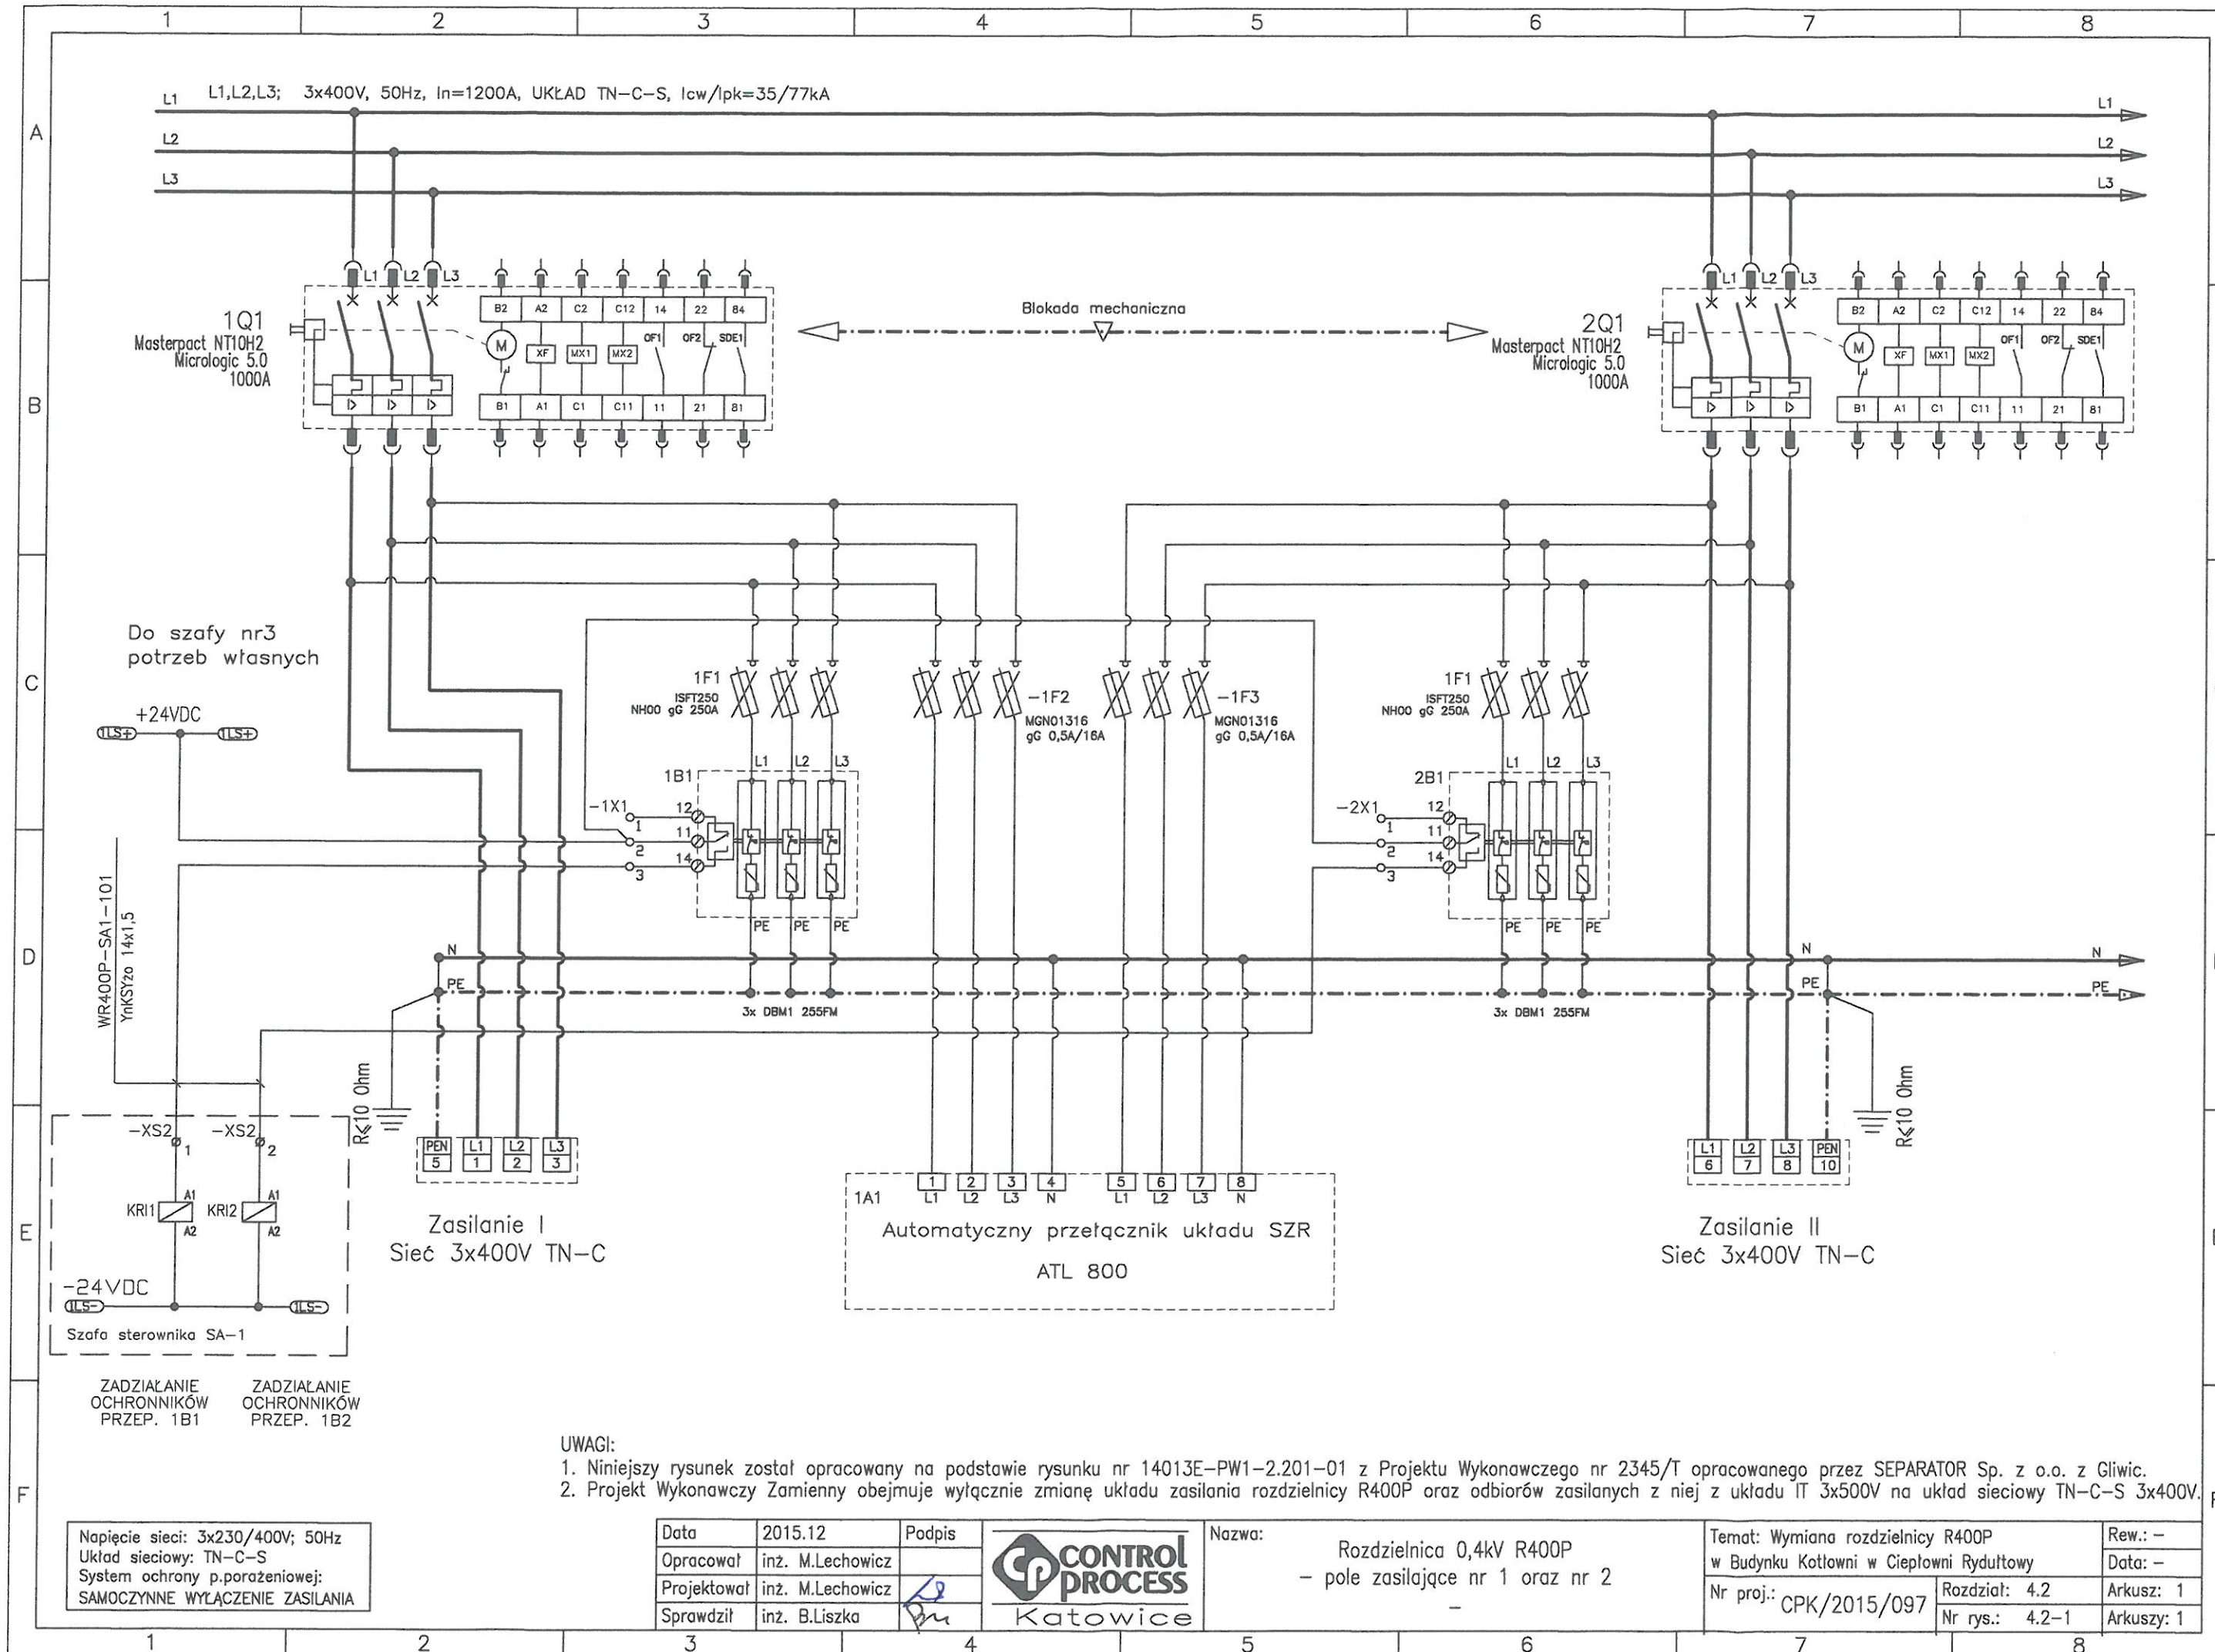 1 2 3 4 5 6 7 8
A
B
C
D
E
F
L1 L1,L2,L3; 3x400V, 50Hz, In=1200A, UKŁAD TN-C-S, Icw/Ipk=35/77kA
L1
L2
L2
L3
L3
L1 L2 L3
1Q1
Masterpact NT10H2
Micrologic 5.0
1000A
B2 A2 C2 C12 14 22 84
M XF MX1 MX2 OF1 OF2 SDE1
B1 A1 C1 C11 11 21 81
Blokada mechaniczna
L1 L2 L3
2Q1
Masterpact NT10H2
Micrologic 5.0
1000A
B2 A2 C2 C12 14 22 84
M XF MX1 MX2 OF1 OF2 SDE1
B1 A1 C1 C11 11 21 81
Do szafy nr3
potrzeb własnych
+24VDC
1LS+ 1LS+
1F1
ISFT250
NH00 gG 250A
-1F2
MGN01316
gG 0,5A/16A
-1F3
MGN01316
gG 0,5A/16A
1F1
ISFT250
NH00 gG 250A
1B1 L1 L2 L3
-1X1 12
1 11
2 14
3
PE PE PE
2B1 L1 L2 L3
-2X1 12
1 11
2 14
3
PE PE PE
WR400P-SA1-101
YnKSYżo 14x1,5
N N N
PE PE PE
3x DBM1 255FM
3x DBM1 255FM
R≤10 Ohm
R≤10 Ohm
-XS2 -XS2
1 2
KRI1 A1 A2 KRI2 A1 A2
-24VDC
1LS- 1LS-
Szafa sterownika SA-1
PEN L1 L2 L3
5 1 2 3
Zasilanie I
Sieć 3x400V TN-C
1 2 3 4 5 6 7 8
1A1 L1 L2 L3 N L1 L2 L3 N
Automatyczny przełącznik układu SZR
ATL 800
L1 L2 L3 PEN
6 7 8 10
Zasilanie II
Sieć 3x400V TN-C
ZADZIAŁANIE
OCHRONNIKÓW
PRZEP. 1B1
ZADZIAŁANIE
OCHRONNIKÓW
PRZEP. 1B2
UWAGI:
1. Niniejszy rysunek został opracowany na podstawie rysunku nr 14013E-PW1-2.201-01 z Projektu Wykonawczego nr 2345/T opracowanego przez SEPARATOR Sp. z o.o. z Gliwic.
2. Projekt Wykonawczy Zamienny obejmuje wyłącznie zmianę układu zasilania rozdzielnicy R400P oraz odbiorów zasilanych z niej z układu IT 3x500V na układ sieciowy TN-C-S 3x400V.
Napięcie sieci: 3x230/400V; 50Hz
Układ sieciowy: TN-C-S
System ochrony p.porażeniowej:
SAMOCZYNNE WYŁĄCZENIE ZASILANIA
Data 2015.12 Podpis
Opracował inż. M.Lechowicz
Projektował inż. M.Lechowicz
Sprawdził inż. B.Liszka
CP CONTROL
PROCESS
Katowice
Nazwa:
Rozdzielnica 0,4kV R400P
- pole zasilające nr 1 oraz nr 2
-
Temat: Wymiana rozdzielnicy R400P
w Budynku Kotłowni w Ciepłowni Rydułtowy
Nr proj.: CPK/2015/097
Rozdział: 4.2
Nr rys.: 4.2-1
Rew.: -
Data: -
Arkusz: 1
Arkuszy: 1
1 2 3 4 5 6 7 8